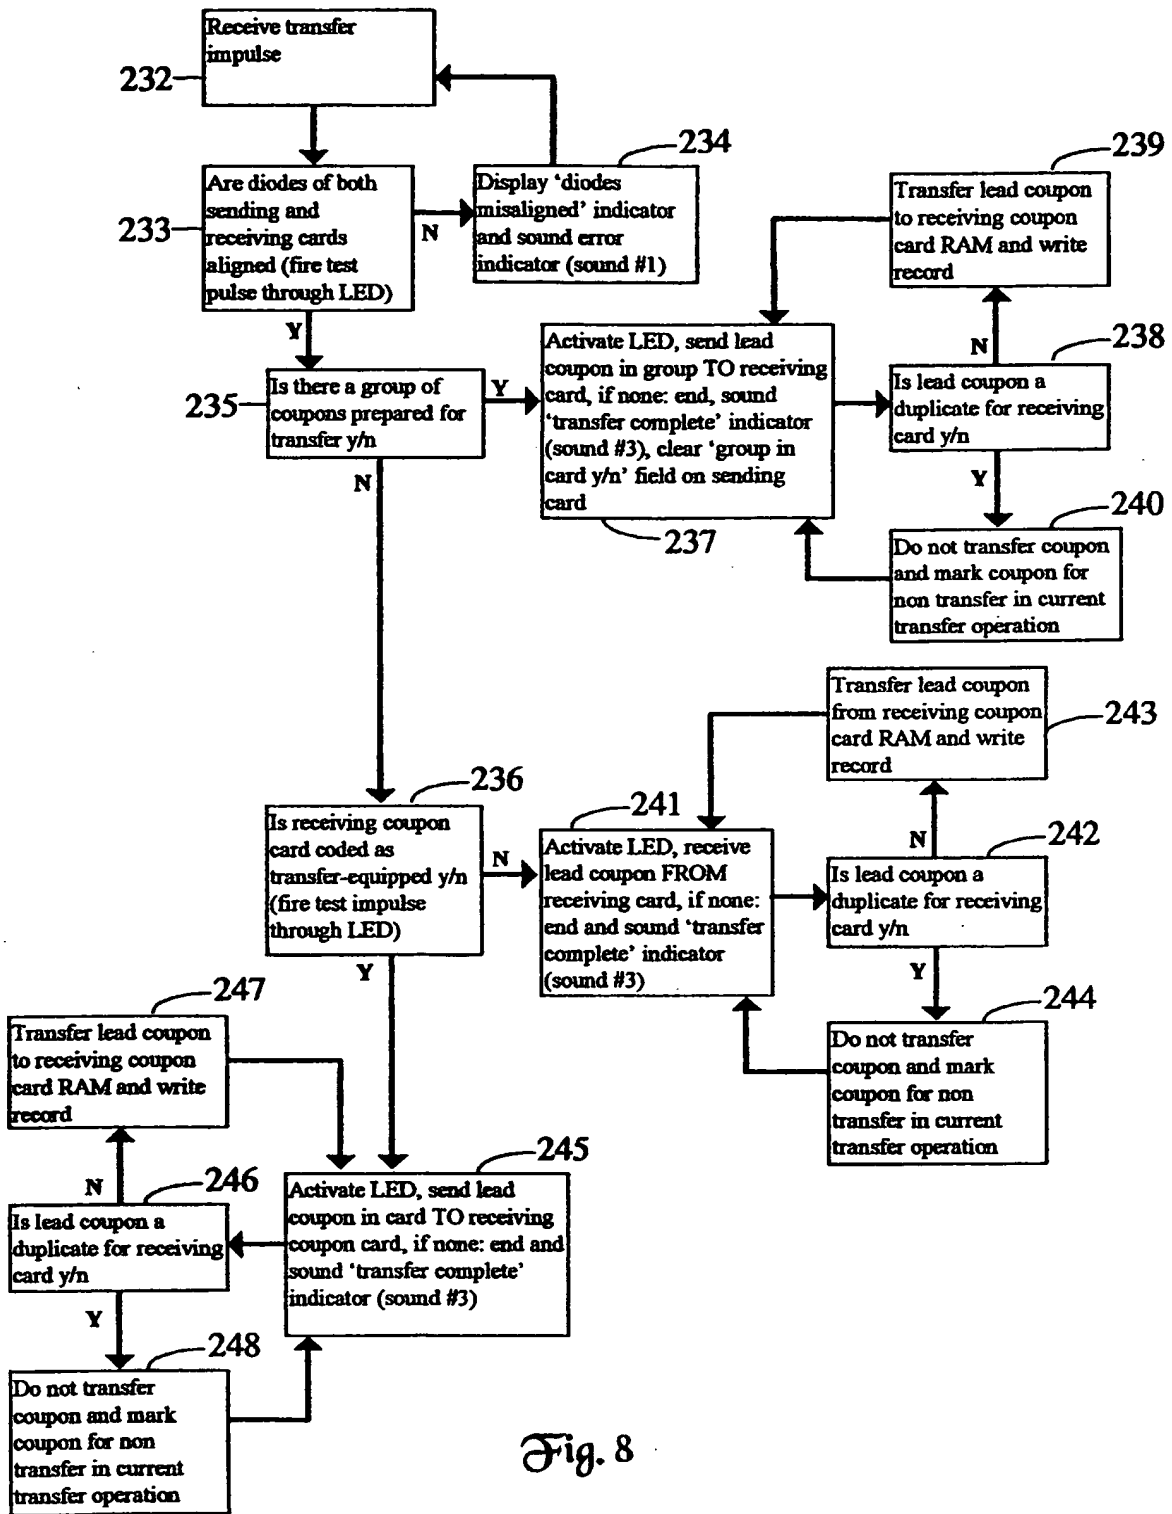 Receive transfer
impulse
232
Are diodes of both
sending and
receiving cards
aligned (fire test
pulse through LED)
233
N
Y
234
Display ‘diodes
misaligned’ indicator
and sound error
indicator (sound #1)
235
Is there a group of
coupons prepared for
transfer y/n
Y
N
Activate LED, send lead
coupon in group TO receiving
card, if none: end, sound
‘transfer complete’ indicator
(sound #3), clear ‘group in
card y/n’ field on sending
card
237
239
Transfer lead coupon
to receiving coupon
card RAM and write
record
N
238
Is lead coupon a
duplicate for receiving
card y/n
Y
240
Do not transfer coupon
and mark coupon for
non transfer in current
transfer operation
236
Is receiving coupon
card coded as
transfer-equipped y/n
(fire test impulse
through LED)
N
Y
241
Activate LED, receive
lead coupon FROM
receiving card, if none:
end and sound ‘transfer
complete’ indicator
(sound #3)
Transfer lead coupon
from receiving coupon
card RAM and write
record
243
N
242
Is lead coupon a
duplicate for receiving
card y/n
Y
244
Do not transfer
coupon and mark
coupon for non
transfer in current
transfer operation
247
Transfer lead coupon
to receiving coupon
card RAM and write
record
N
246
Is lead coupon a
duplicate for receiving
card y/n
Y
245
Activate LED, send lead
coupon in card TO receiving
coupon card, if none: end and
sound ‘transfer complete’
indicator (sound #3)
248
Do not transfer
coupon and mark
coupon for non
transfer in current
transfer operation
Fig. 8